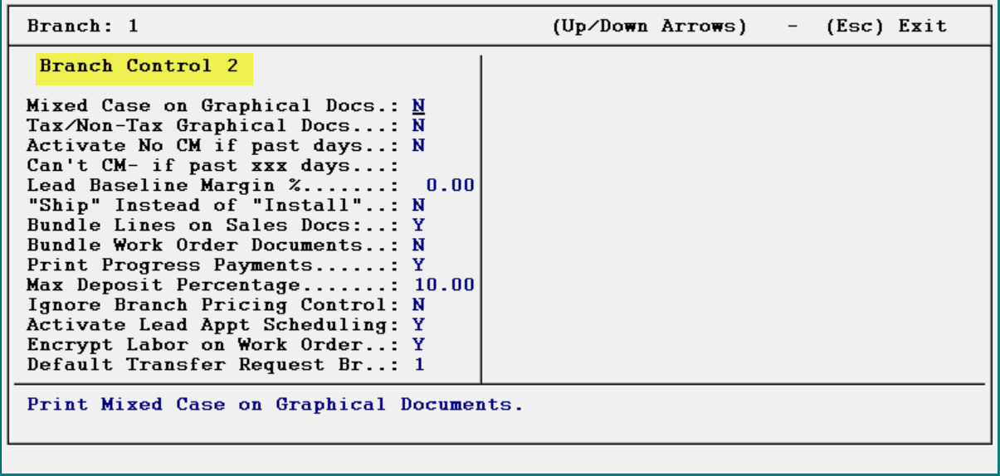 Branch: 1 (Up/Down Arrows) - (Esc) Exit
Branch Control 2
Mixed Case on Graphical Docs.: N
Tax/Non-Tax Graphical Docs...: N
Activate No CM if past days..: N
Can't CM- if past xxx days...:
Lead Baseline Margin %.......: 0.00
"Ship" Instead of "Install"..: N
Bundle Lines on Sales Docs:..: Y
Bundle Work Order Documents..: N
Print Progress Payments......: Y
Max Deposit Percentage.......: 10.00
Ignore Branch Pricing Control: N
Activate Lead Appt Scheduling: Y
Encrypt Labor on Work Order..: Y
Default Transfer Request Br..: 1
Print Mixed Case on Graphical Documents.